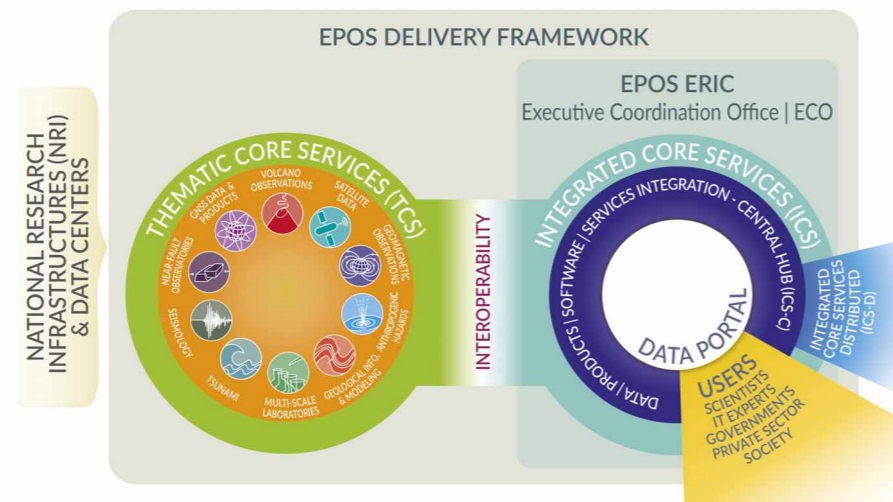 EPOS DELIVERY FRAMEWORK
EPOS ERIC
Executive Coordination Office | ECO
NATIONAL RESEARCH
INFRASTRUCTURES (NRI)
& DATA CENTERS
THEMATIC CORE SERVICES (TCS)
VOLCANO
OBSERVATIONS
SATELLITE
DATA
GEOMAGNETIC
OBSERVATIONS
ANTHROPOGENIC
HAZARDS
GEOLOGICAL INFO.
& MODELING
MULTI-SCALE
LABORATORIES
TSUNAMI
SEISMOLOGY
NEAR-FAULT
OBSERVATORIES
GNSS DATA &
PRODUCTS
INTEROPERABILITY
INTEGRATED CORE SERVICES (ICS)
DATA | PRODUCTS | SOFTWARE | SERVICES INTEGRATION - CENTRAL HUB (ICS-C)
DATA PORTAL
INTEGRATED
CORE SERVICES
DISTRIBUTED
(ICS-D)
USERS
SCIENTISTS
IT EXPERTS
GOVERNMENTS
PRIVATE SECTOR
SOCIETY